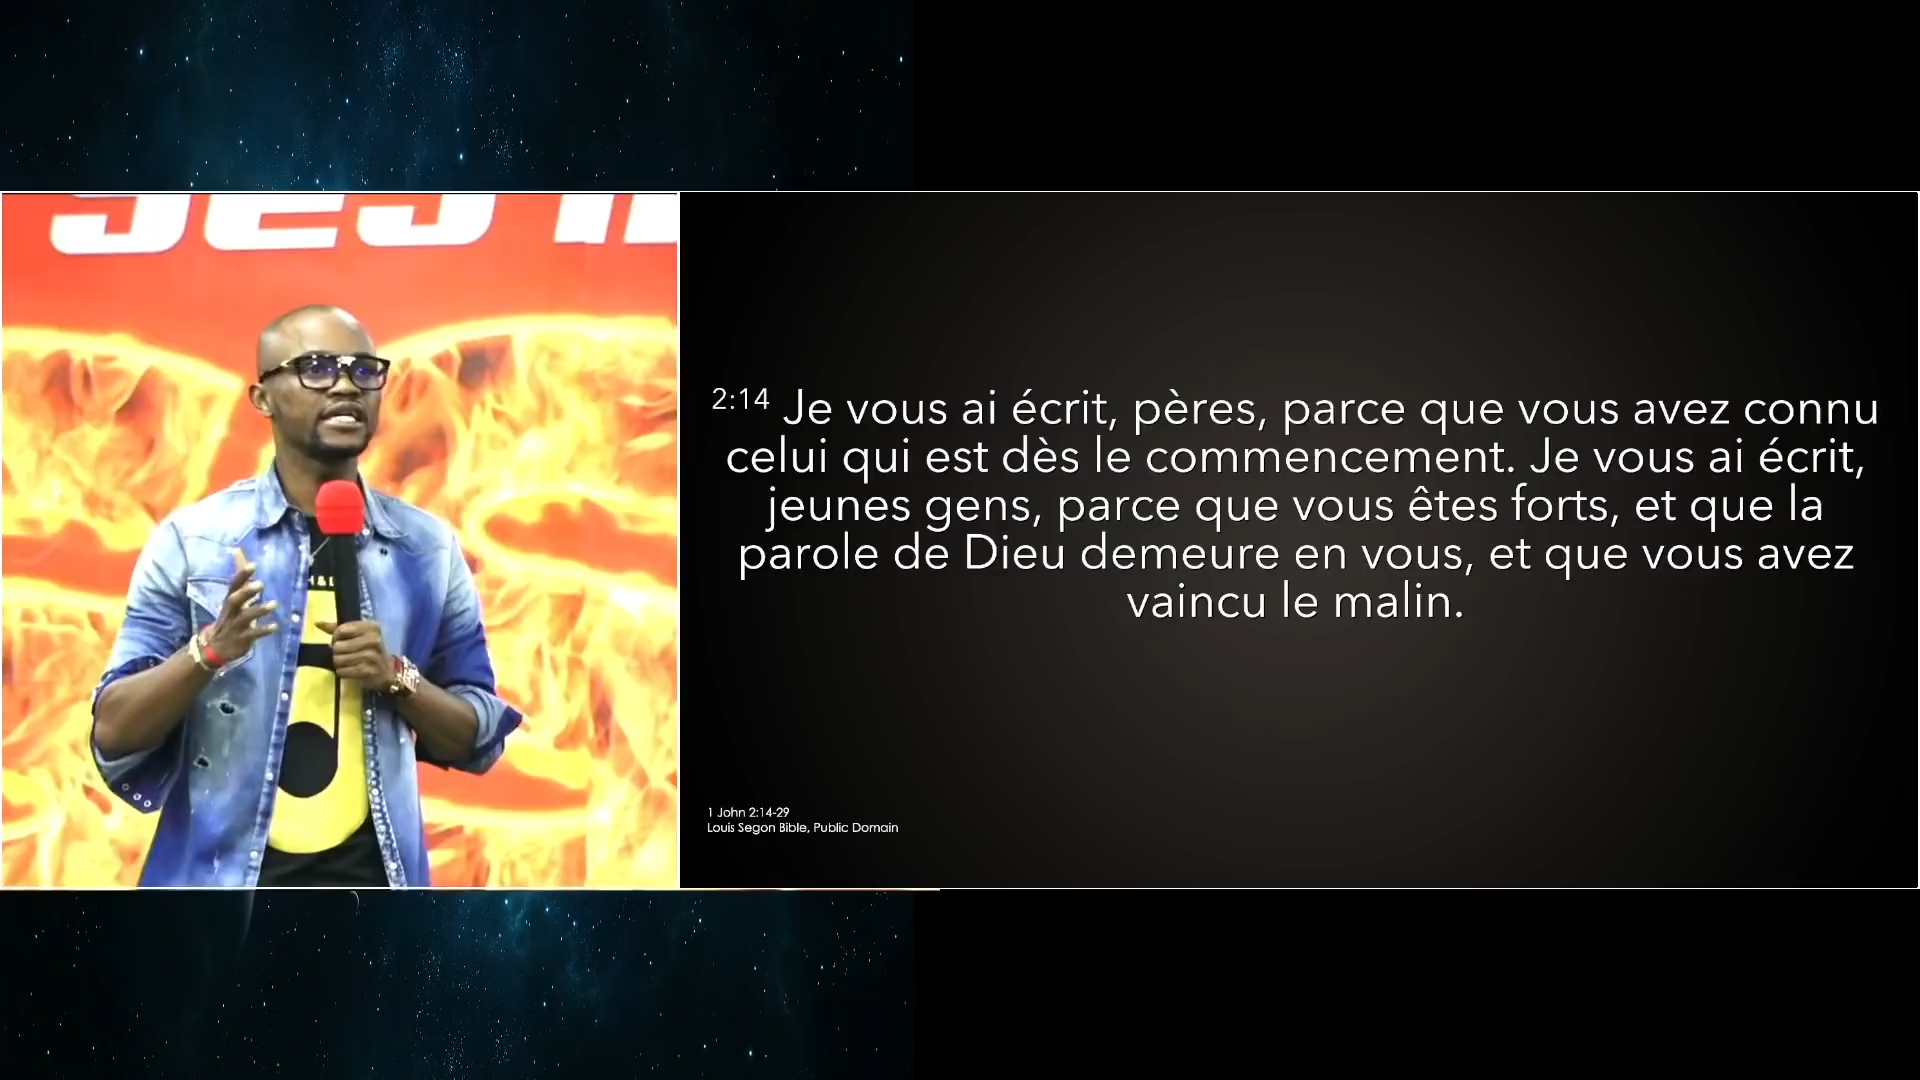 2:14 Je vous ai écrit, pères, parce que vous avez connu
celui qui est dès le commencement. Je vous ai écrit,
jeunes gens, parce que vous êtes forts, et que la
parole de Dieu demeure en vous, et que vous avez
vaincu le malin.
1 John 2:14-29
Louis Segon Bible, Public Domain